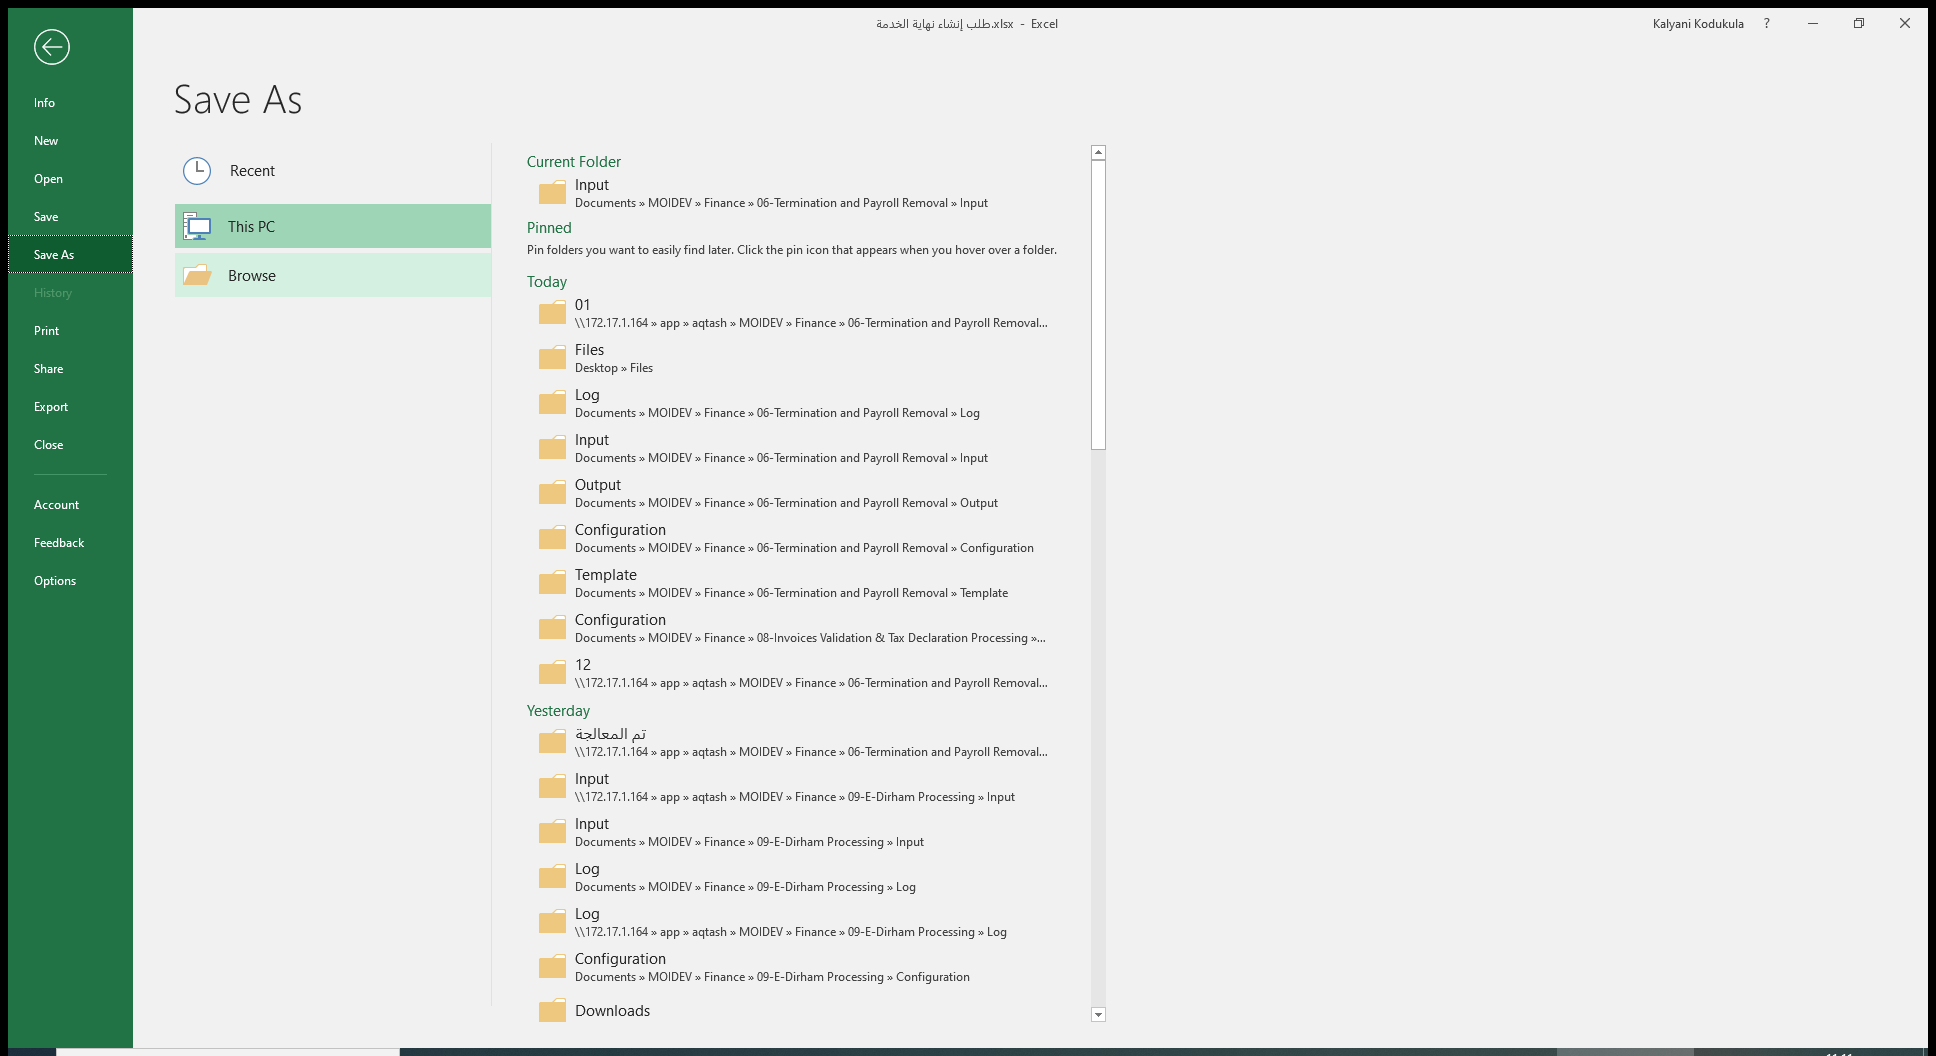 طلب إنشاء نهاية الخدمة.xlsx - Excel
Kalyani Kodukula ?
Info
New
Open
Save
Save As
History
Print
Share
Export
Close
Account
Feedback
Options
Save As
Recent
This PC
Browse
Current Folder
Input
Documents » MOIDEV » Finance » 06-Termination and Payroll Removal » Input
Pinned
Pin folders you want to easily find later. Click the pin icon that appears when you hover over a folder.
Today
01
\\172.17.1.164 » app » aqtash » MOIDEV » Finance » 06-Termination and Payroll Removal...
Files
Desktop » Files
Log
Documents » MOIDEV » Finance » 06-Termination and Payroll Removal » Log
Input
Documents » MOIDEV » Finance » 06-Termination and Payroll Removal » Input
Output
Documents » MOIDEV » Finance » 06-Termination and Payroll Removal » Output
Configuration
Documents » MOIDEV » Finance » 06-Termination and Payroll Removal » Configuration
Template
Documents » MOIDEV » Finance » 06-Termination and Payroll Removal » Template
Configuration
Documents » MOIDEV » Finance » 08-Invoices Validation & Tax Declaration Processing »...
12
\\172.17.1.164 » app » aqtash » MOIDEV » Finance » 06-Termination and Payroll Removal...
Yesterday
تم المعالجة
\\172.17.1.164 » app » aqtash » MOIDEV » Finance » 06-Termination and Payroll Removal...
Input
\\172.17.1.164 » app » aqtash » MOIDEV » Finance » 09-E-Dirham Processing » Input
Input
Documents » MOIDEV » Finance » 09-E-Dirham Processing » Input
Log
Documents » MOIDEV » Finance » 09-E-Dirham Processing » Log
Log
\\172.17.1.164 » app » aqtash » MOIDEV » Finance » 09-E-Dirham Processing » Log
Configuration
Documents » MOIDEV » Finance » 09-E-Dirham Processing » Configuration
Downloads